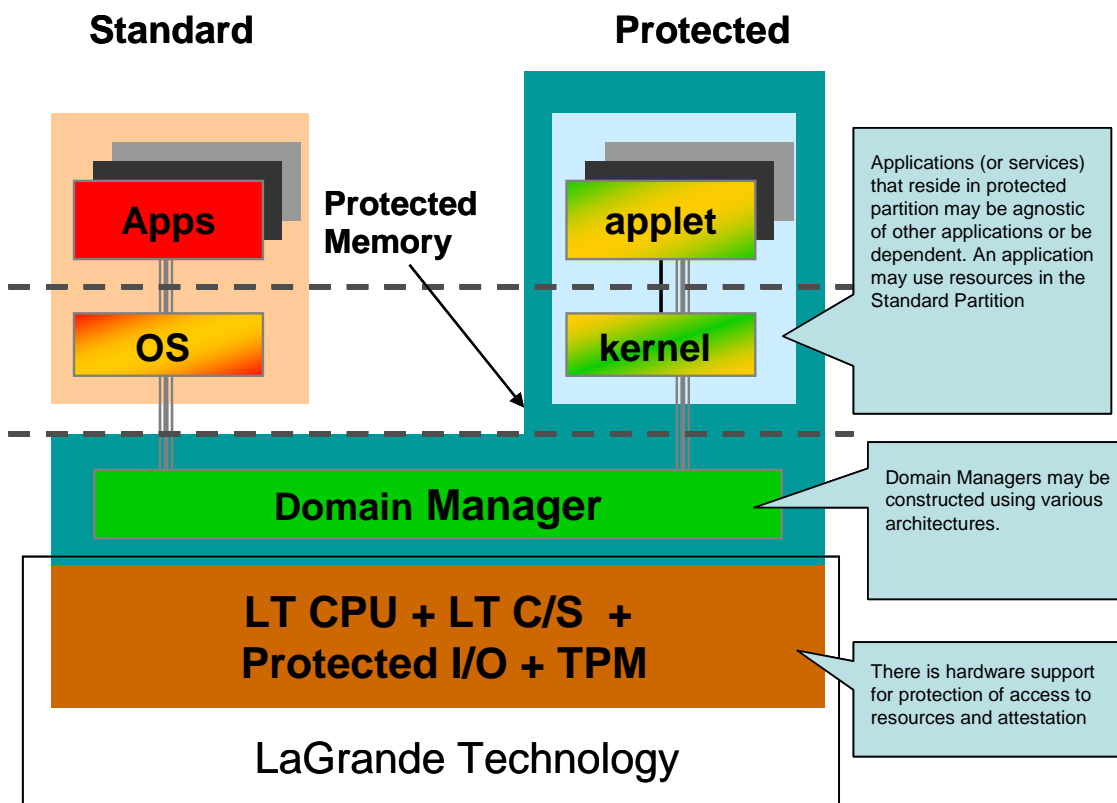 Standard
Protected
Apps
OS
Protected
Memory
applet
kernel
Applications (or services)
that reside in protected
partition may be agnostic
of other applications or be
dependent. An application
may use resources in the
Standard Partition
Domain Manager
Domain Managers may be
constructed using various
architectures.
LT CPU + LT C/S +
Protected I/O + TPM
There is hardware support
for protection of access to
resources and attestation
LaGrande Technology